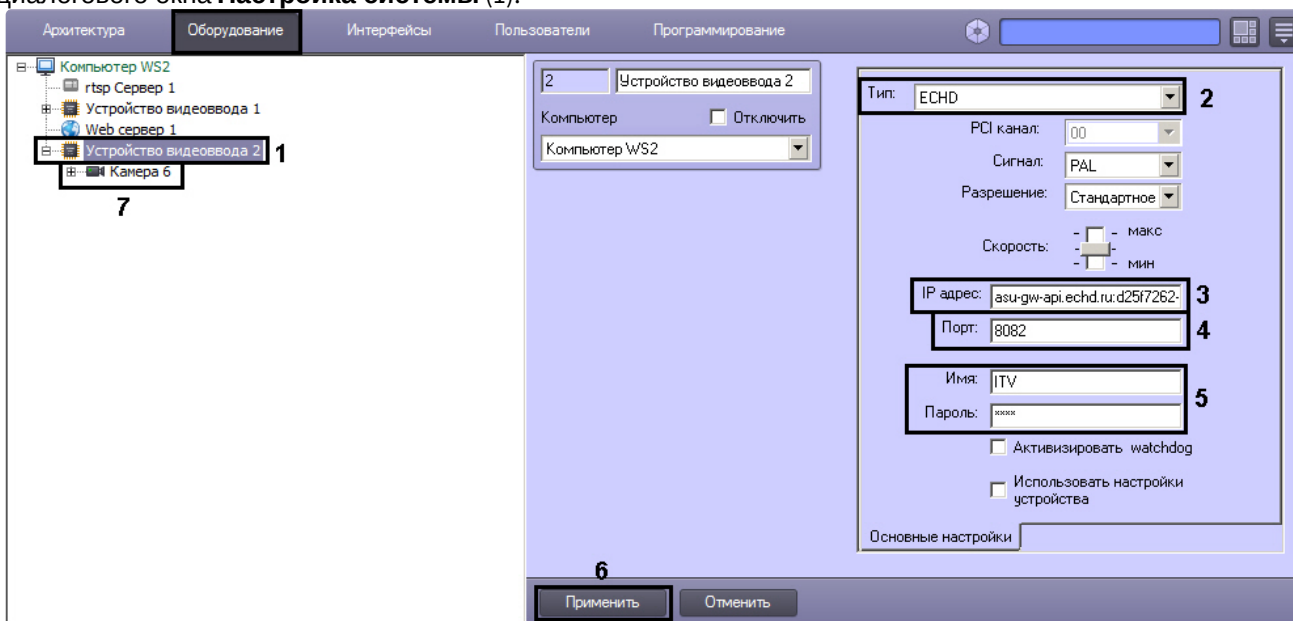 циалогового окна Настройка системы (1).
Архитектура Оборудование Интерфейсы Пользователи Программирование
Компьютер WS2
rtsp Сервер 1
Устройство видеоввода 1
Web сервер 1
Устройство видеоввода 2 1
Камера 6
7
2 Устройство видеоввода 2
Компьютер Отключить
Компьютер WS2
Тип: ECHD 2
PCI канал: 00
Сигнал: PAL
Разрешение: Стандартное
Скорость: макс
мин
IP адрес: asu-gw-api.echd.ru:d25f7262- 3
Порт: 8082 4
Имя: ITV
Пароль: ×××× 5
Активизировать watchdog
Использовать настройки
устройства
Основные настройки
6
Применить Отменить